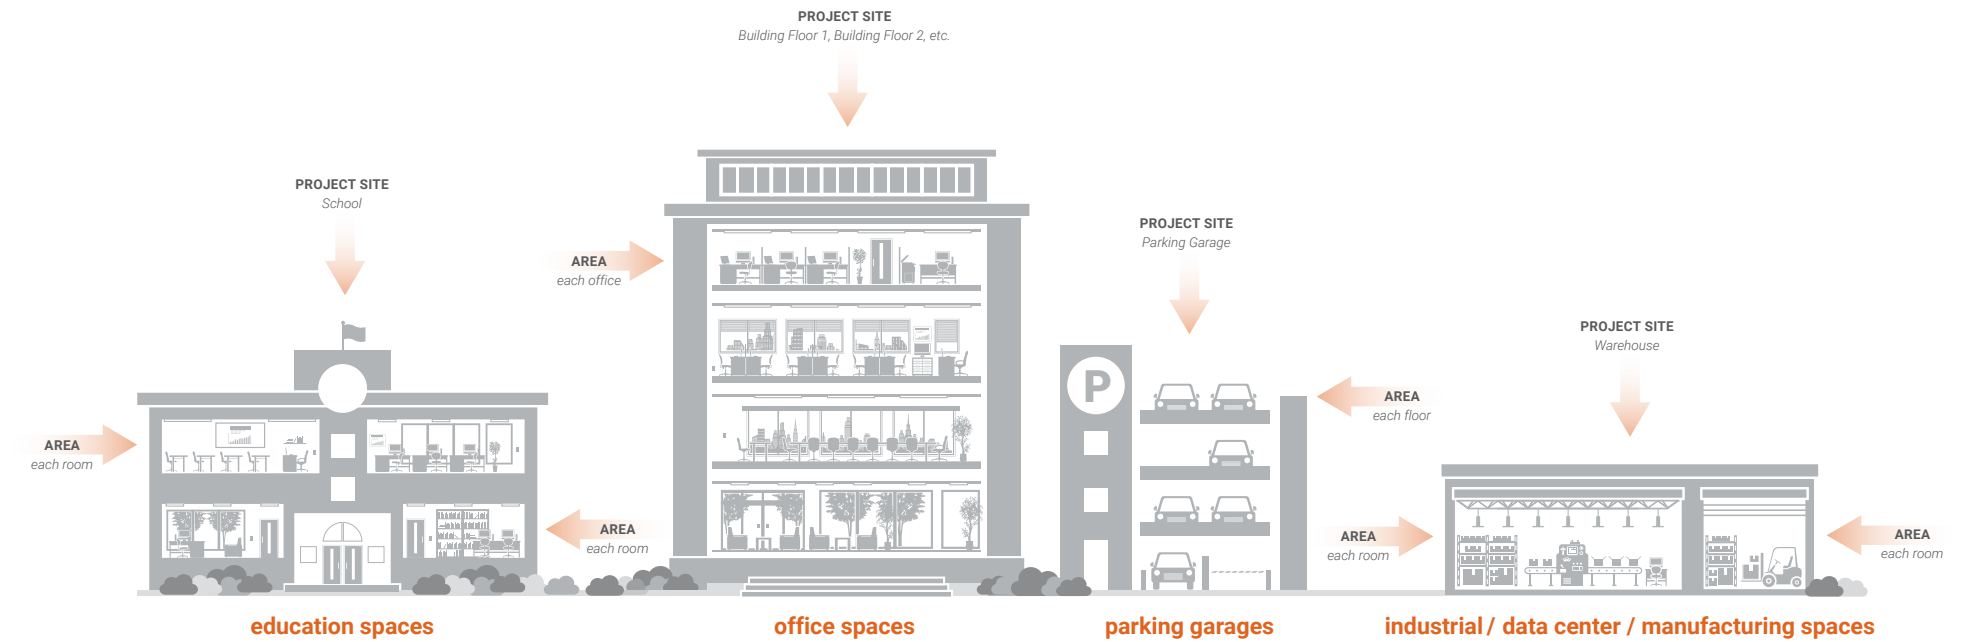 PROJECT SITE
Building Floor 1, Building Floor 2, etc.
PROJECT SITE
School
PROJECT SITE
Parking Garage
AREA
each office
PROJECT SITE
Warehouse
P
AREA
each floor
AREA
each room
AREA
each room
AREA
each room
AREA
each room
education spaces
office spaces
parking garages
industrial / data center / manufacturing spaces